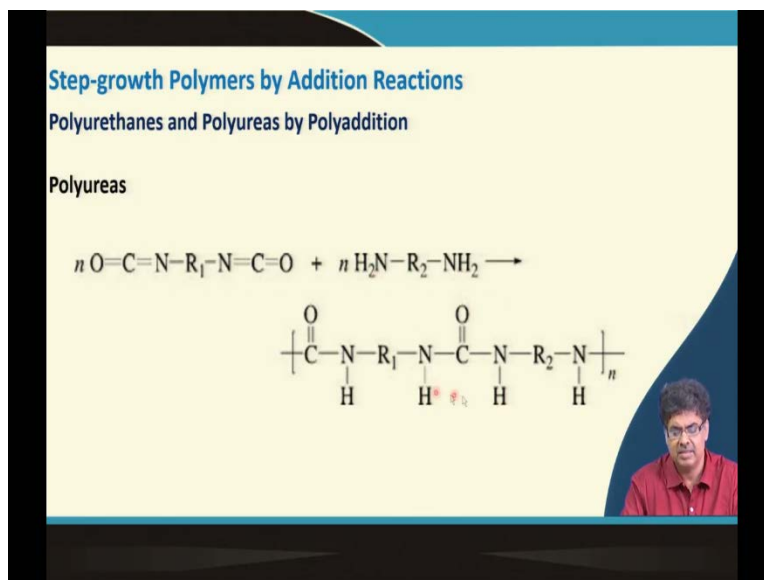 Step-growth Polymers by Addition Reactions
Polyurethanes and Polyureas by Polyaddition
Polyureas
n O=C=N-R₁-N=C=O + n H₂N-R₂-NH₂ →
O O
[C-N-R₁-N-C-N-R₂-N]n
H H H H